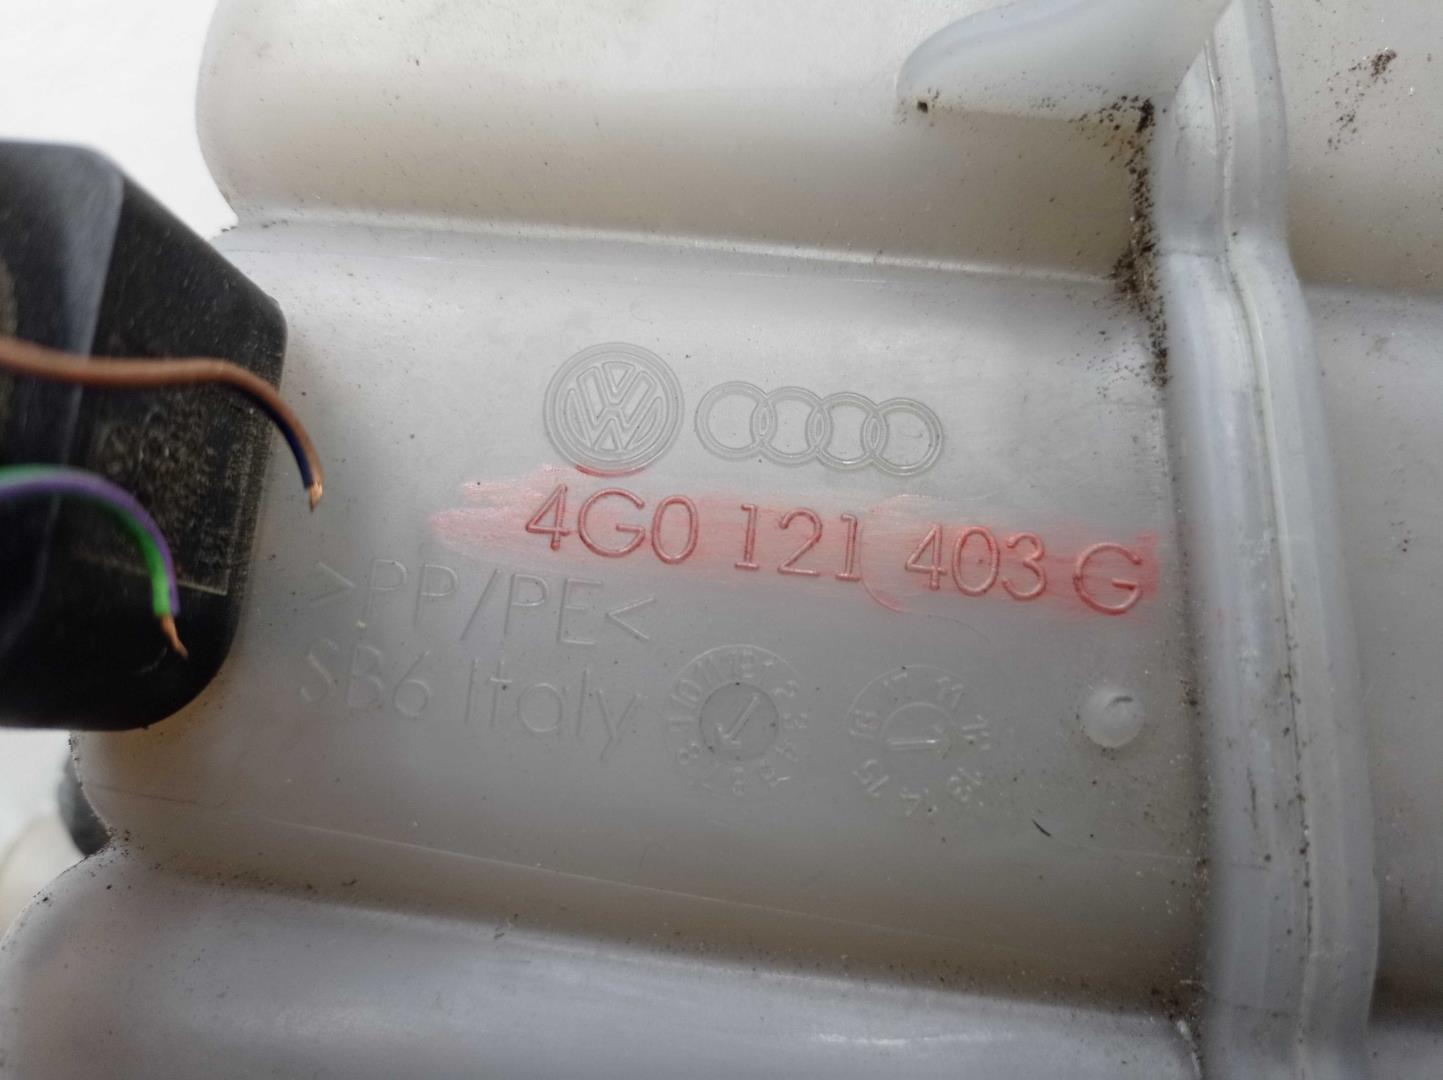 4G0 121 403 G
>PP/PE<
SB6 Italy